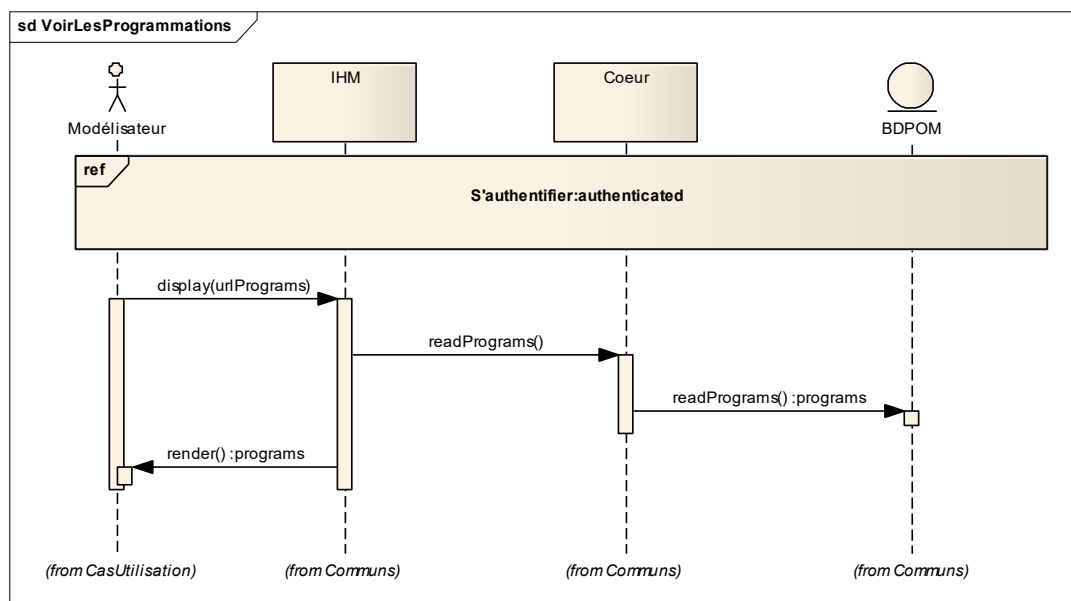 sd VoirLesProgrammations
Modélisateur
IHM
Coeur
BDPOM
ref
S'authentifier:authenticated
display(urlPrograms)
readPrograms()
readPrograms() :programs
render() :programs
(from CasUtilisation)
(from Communs)
(from Communs)
(from Communs)